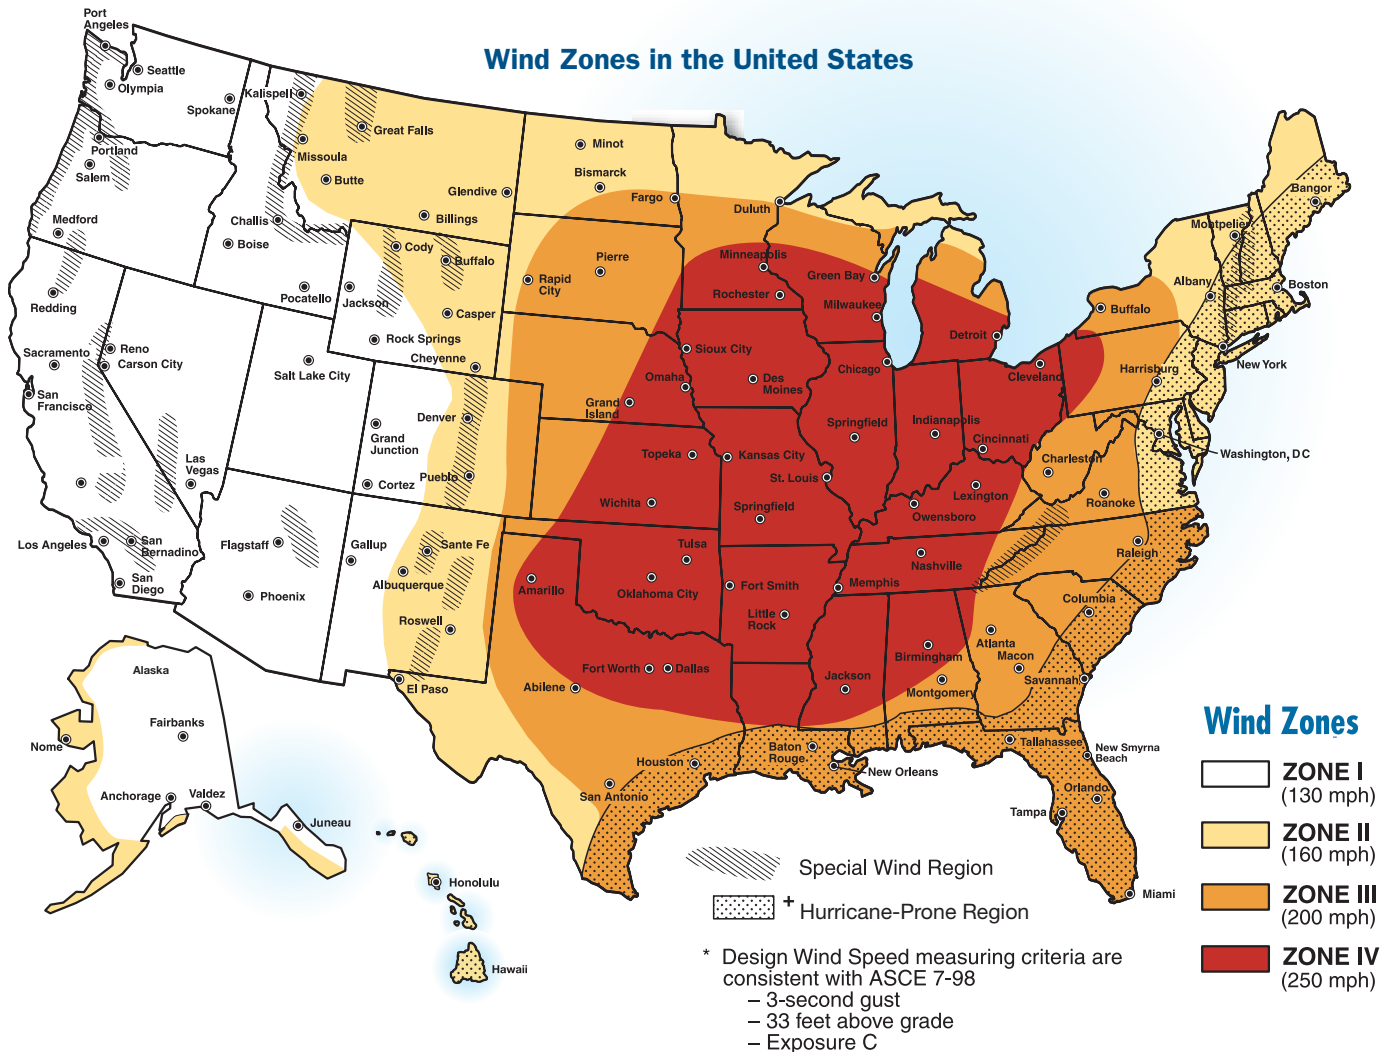 Wind Zones in the United States
Port
Angeles
Seattle
Olympia
Spokane
Kalispell
Great Falls
Portland
Salem
Missoula
Butte
Glendive
Billings
Medford
Challis
Boise
Cody
Buffalo
Redding
Pocatello
Jackson
Casper
Rock Springs
Cheyenne
Sacramento
Reno
Carson City
San
Francisco
Salt Lake City
Denver
Grand
Junction
Las
Vegas
Cortez
Pueblo
Los Angeles
San
Bernadino
San
Diego
Flagstaff
Phoenix
Gallup
Sante Fe
Albuquerque
Roswell
El Paso
Minot
Bismarck
Fargo
Duluth
Pierre
Rapid
City
Minneapolis
Rochester
Green Bay
Milwaukee
Sioux City
Omaha
Des
Moines
Grand
Island
Chicago
Detroit
Cleveland
Springfield
Indianapolis
Cincinnati
Topeka
Kansas City
St. Louis
Wichita
Springfield
Lexington
Owensboro
Charleston
Roanoke
Tulsa
Amarillo
Oklahoma City
Fort Smith
Little
Rock
Memphis
Nashville
Raleigh
Columbia
Atlanta
Macon
Savannah
Birmingham
Montgomery
Jackson
Fort Worth
Dallas
Abilene
Houston
San Antonio
Baton
Rouge
New Orleans
Tallahassee
New Smyrna
Beach
Orlando
Tampa
Miami
Bangor
Montpelier
Albany
Boston
Buffalo
New York
Harrisburg
Washington, DC
Alaska
Fairbanks
Nome
Anchorage
Valdez
Juneau
Honolulu
Hawaii
Special Wind Region
+ Hurricane-Prone Region
* Design Wind Speed measuring criteria are
consistent with ASCE 7-98
– 3-second gust
– 33 feet above grade
– Exposure C
Wind Zones
ZONE I
(130 mph)
ZONE II
(160 mph)
ZONE III
(200 mph)
ZONE IV
(250 mph)